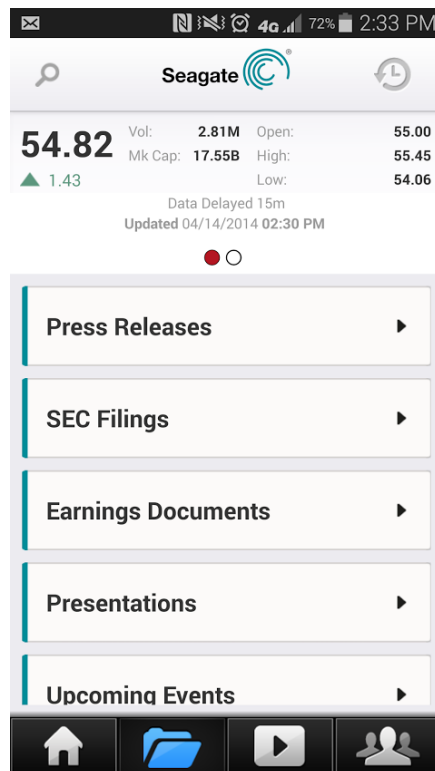 4G 72% 2:33 PM
Seagate
54.82 Vol: 2.81M Open: 55.00
Mk Cap: 17.55B High: 55.45
1.43 Low: 54.06
Data Delayed 15m
Updated 04/14/2014 02:30 PM
Press Releases
SEC Filings
Earnings Documents
Presentations
Upcoming Events